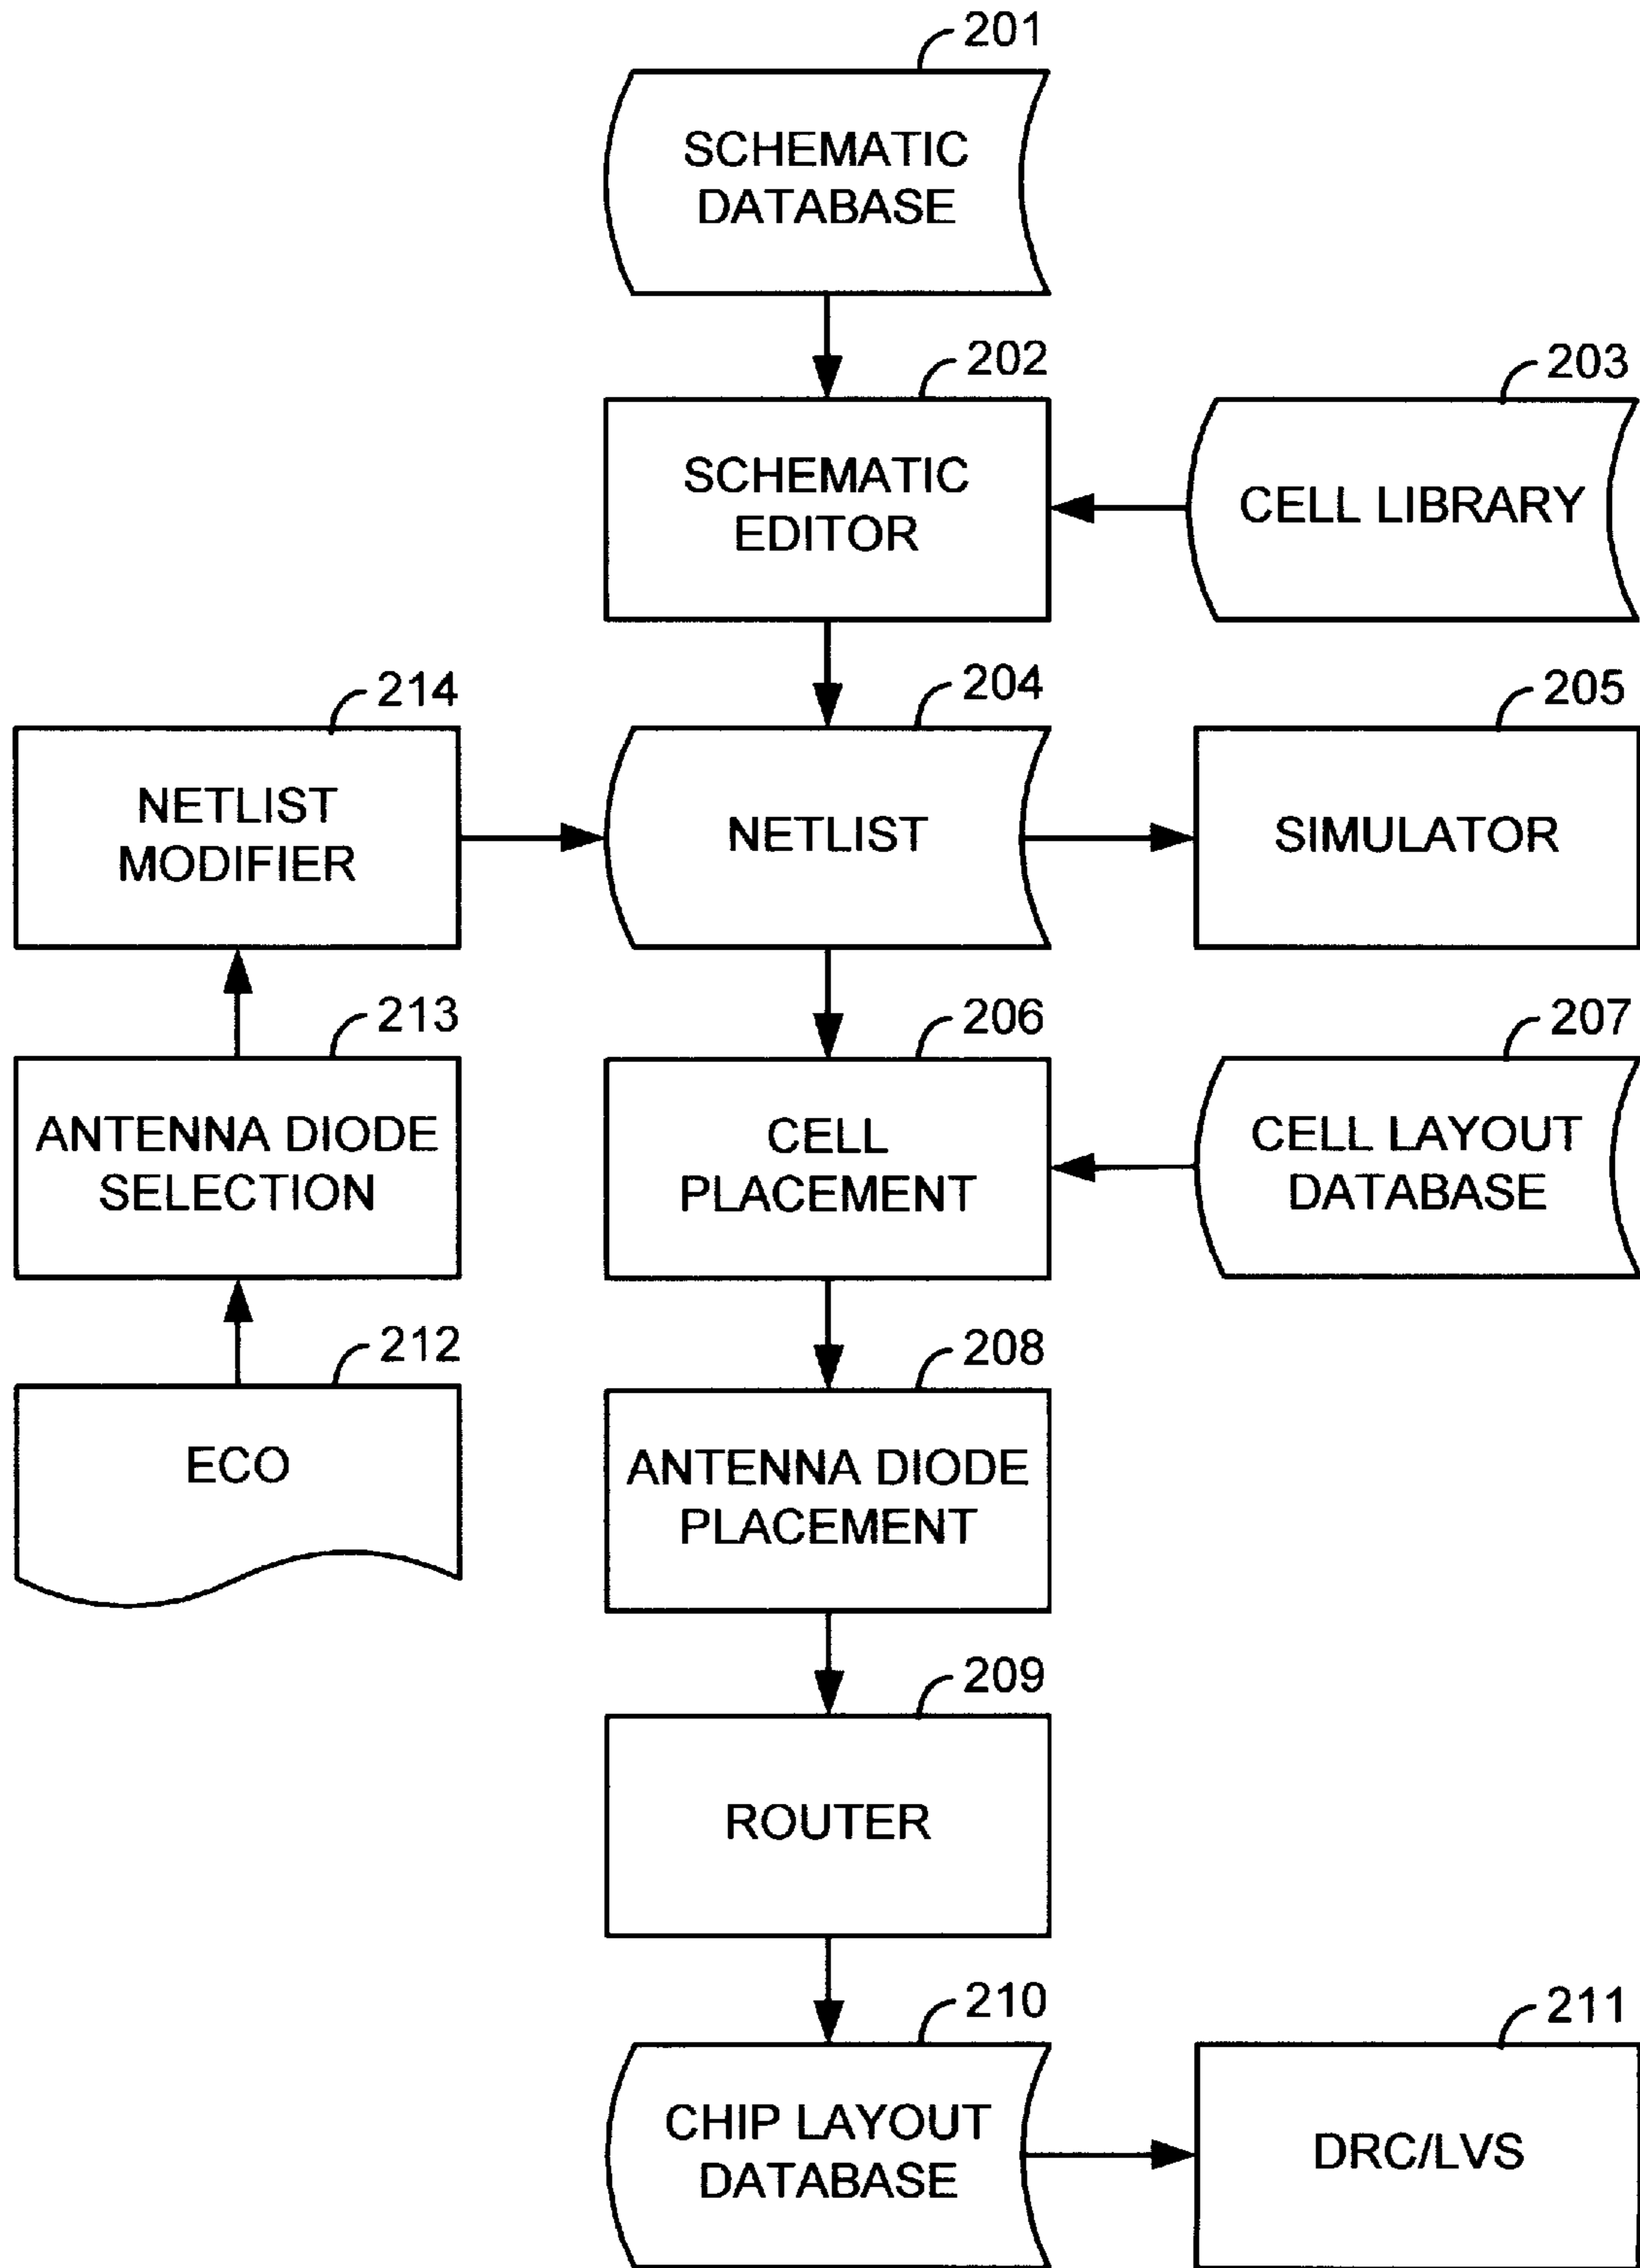 201
SCHEMATIC
DATABASE
202
SCHEMATIC
EDITOR
203
CELL LIBRARY
214
NETLIST
MODIFIER
204
NETLIST
205
SIMULATOR
213
ANTENNA DIODE
SELECTION
206
CELL
PLACEMENT
207
CELL LAYOUT
DATABASE
212
ECO
208
ANTENNA DIODE
PLACEMENT
209
ROUTER
210
CHIP LAYOUT
DATABASE
211
DRC/LVS